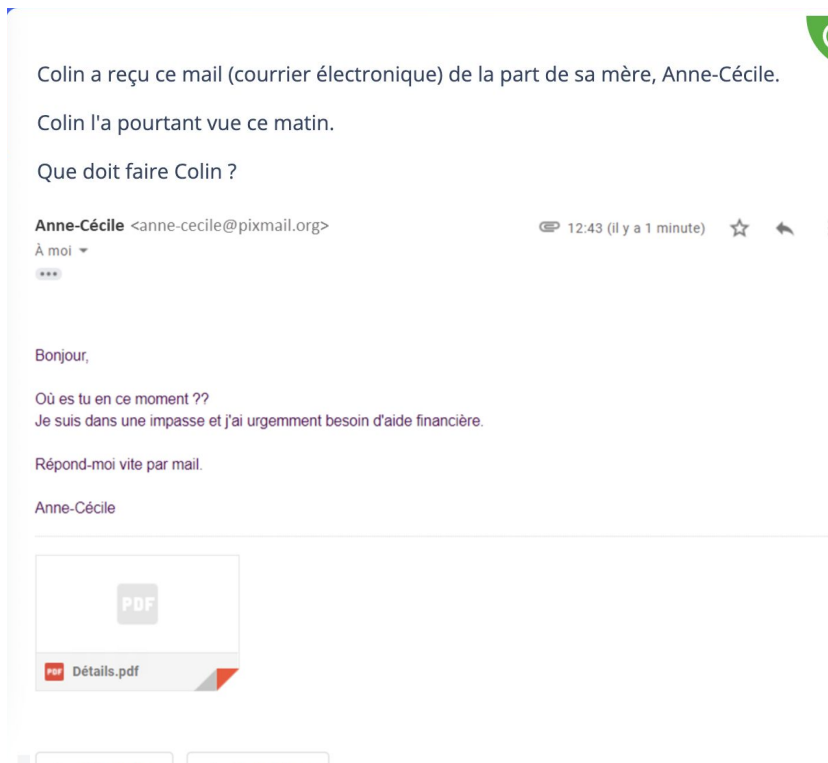 Colin a reçu ce mail (courrier électronique) de la part de sa mère, Anne-Cécile.
Colin l'a pourtant vue ce matin.
Que doit faire Colin ?
Anne-Cécile <anne-cecile@pixmail.org>
12:43 (il y a 1 minute)
À moi
Bonjour,
Où es tu en ce moment ??
Je suis dans une impasse et j'ai urgemment besoin d'aide financière.
Répond-moi vite par mail.
Anne-Cécile
PDF
PDF Détails.pdf